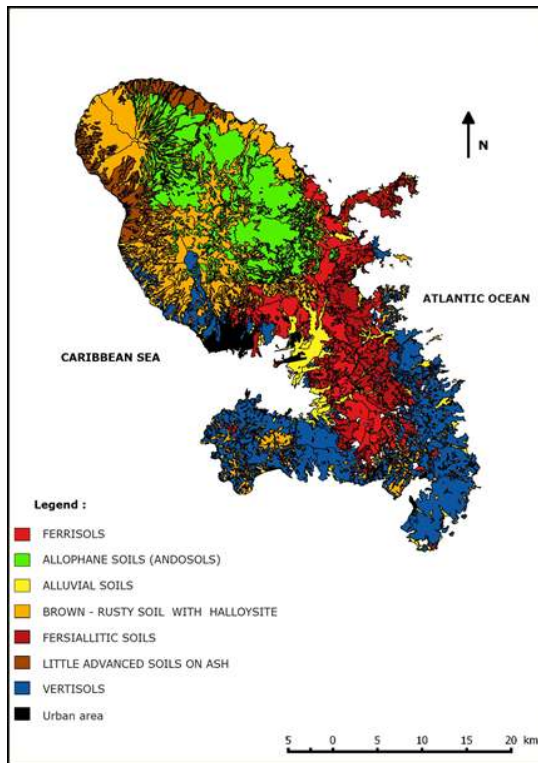 N
ATLANTIC OCEAN
CARIBBEAN SEA
Legend :
FERRISOLS
ALLOPHANE SOILS (ANDOSOLS)
ALLUVIAL SOILS
BROWN - RUSTY SOIL WITH HALLOYSITE
FERSIALLITIC SOILS
LITTLE ADVANCED SOILS ON ASH
VERTISOLS
Urban area
5 0 5 10 15 20 km